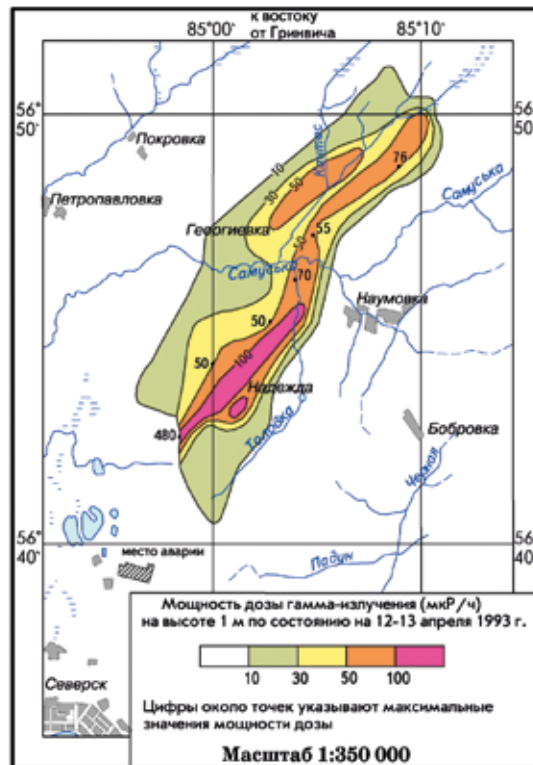 к востоку
от Гринвича
85°00'
85°10'
56°
50'
56°
50'
Покровка
Петропавловка
10
30
50
76
Самуська
Георгиевка
50
55
Самуська
70
Наумовка
50
50
100
Надежда
480
Бобровка
56°
40'
56°
40'
место аварии
Мощность дозы гамма-излучения (мкР/ч)
на высоте 1 м по состоянию на 12-13 апреля 1993 г.
10 30 50 100
Цифры около точек указывают максимальные
значения мощности дозы
Северск
Масштаб 1:350 000